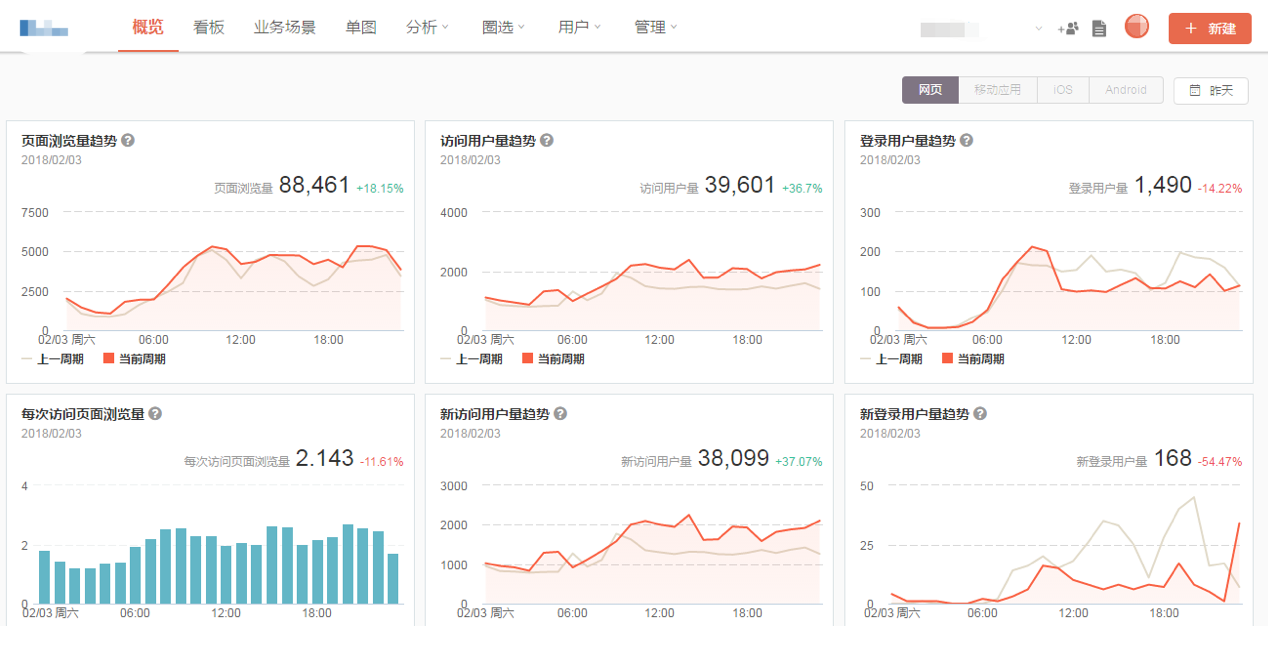 概览 看板 业务场景 单图 分析 圈选 用户 管理 + 新建
网页 移动应用 iOS Android 昨天
页面浏览量趋势 ?
2018/02/03
页面浏览量 88,461 +18.15%
7500
5000
2500
0
02/03 周六 06:00 12:00 18:00
上一周期 当前周期
访问用户量趋势 ?
2018/02/03
访问用户量 39,601 +36.7%
4000
2000
0
02/03 周六 06:00 12:00 18:00
上一周期 当前周期
登录用户量趋势 ?
2018/02/03
登录用户量 1,490 -14.22%
300
200
100
0
02/03 周六 06:00 12:00 18:00
上一周期 当前周期
每次访问页面浏览量 ?
2018/02/03
每次访问页面浏览量 2.143 -11.61%
4
2
0
02/03 周六 06:00 12:00 18:00
新访问用户量趋势 ?
2018/02/03
新访问用户量 38,099 +37.07%
3000
2000
1000
0
02/03 周六 06:00 12:00 18:00
新登录用户量趋势 ?
2018/02/03
新登录用户量 168 -54.47%
50
25
0
02/03 周六 06:00 12:00 18:00